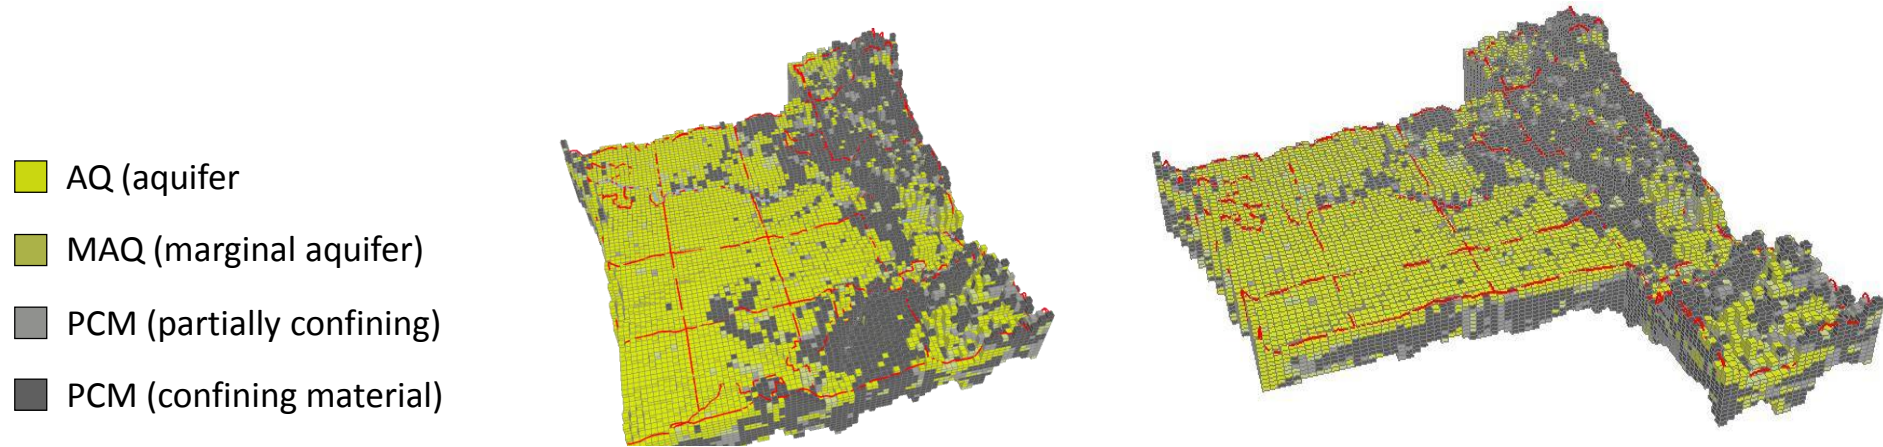 AQ (aquifer
MAQ (marginal aquifer)
PCM (partially confining)
PCM (confining material)